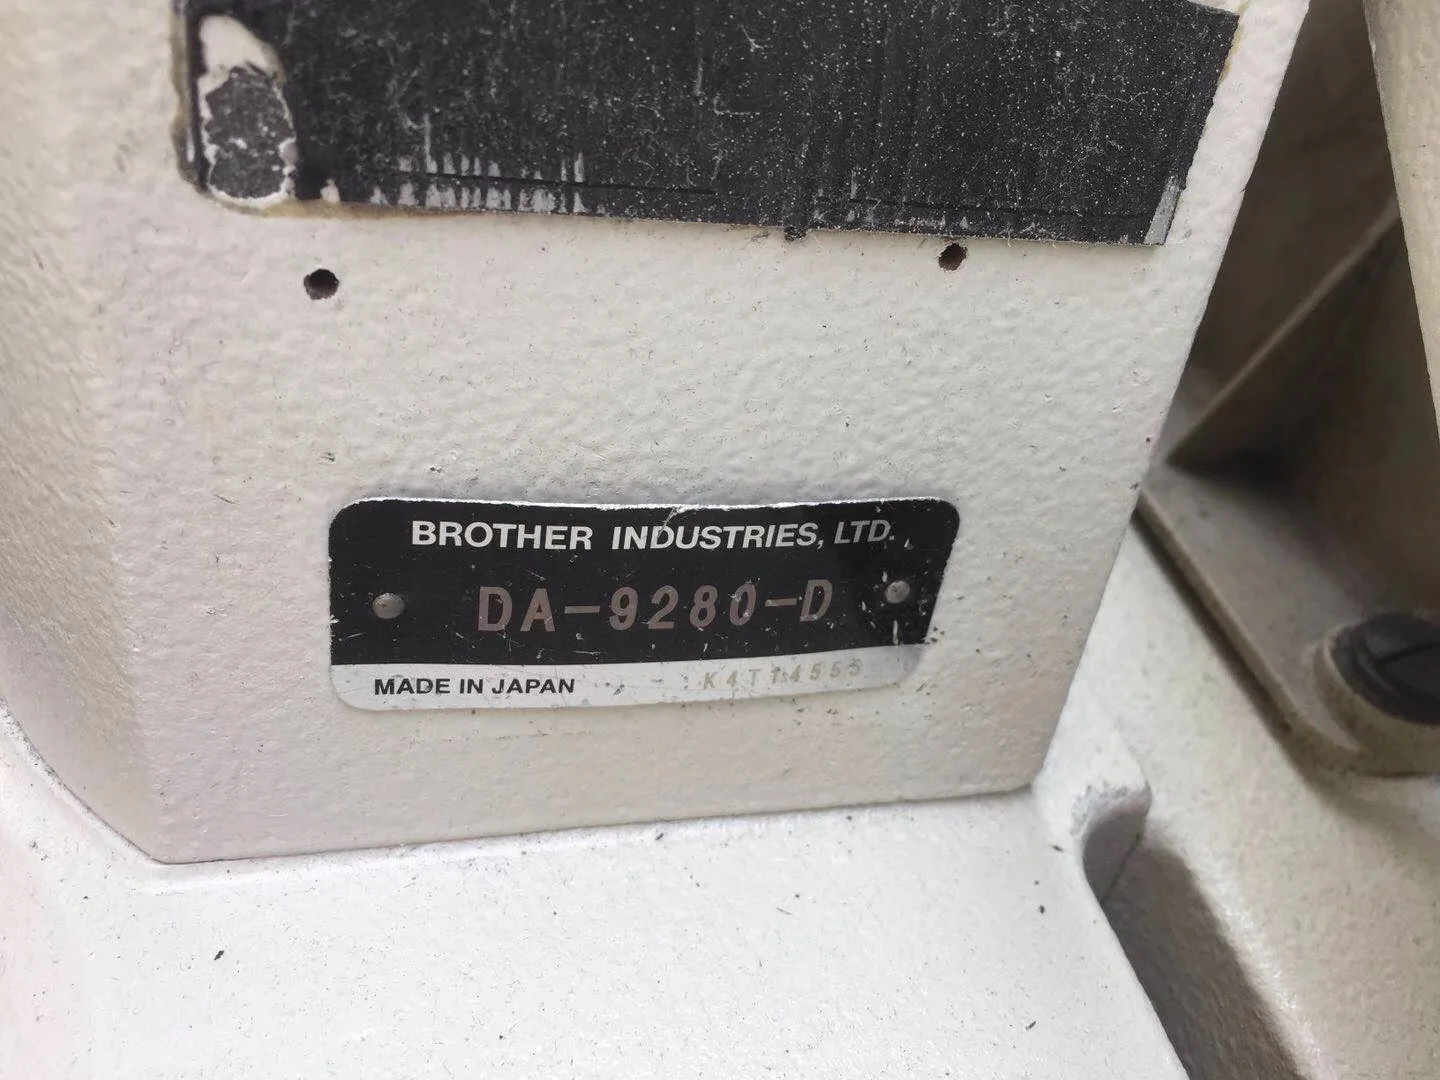 BROTHER INDUSTRIES, LTD.
DA-9280-D
MADE IN JAPAN